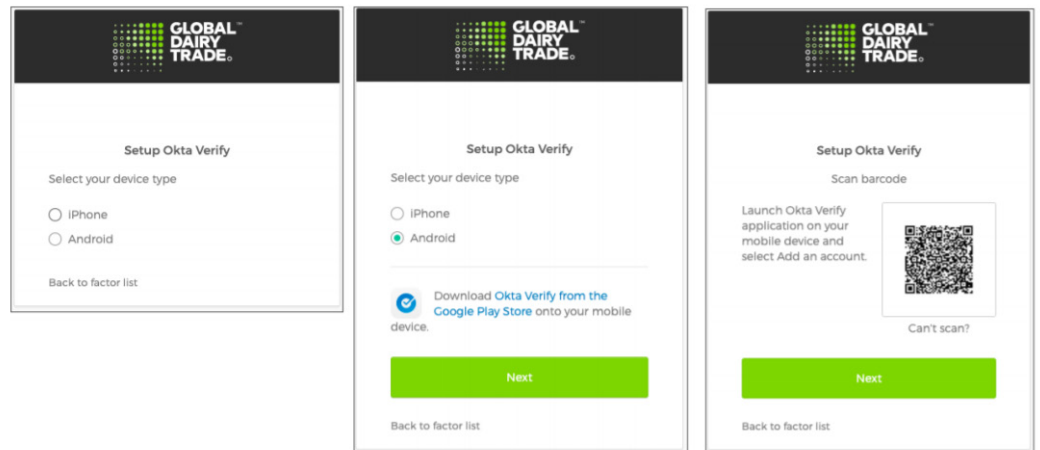 GLOBAL™
DAIRY
TRADE
Setup Okta Verify
Select your device type
iPhone
Android
Back to factor list
GLOBAL™
DAIRY
TRADE
Setup Okta Verify
Select your device type
iPhone
Android
Download Okta Verify from the
Google Play Store onto your mobile
device.
Next
Back to factor list
GLOBAL™
DAIRY
TRADE
Setup Okta Verify
Scan barcode
Launch Okta Verify
application on your
mobile device and
select Add an account.
Can't scan?
Next
Back to factor list